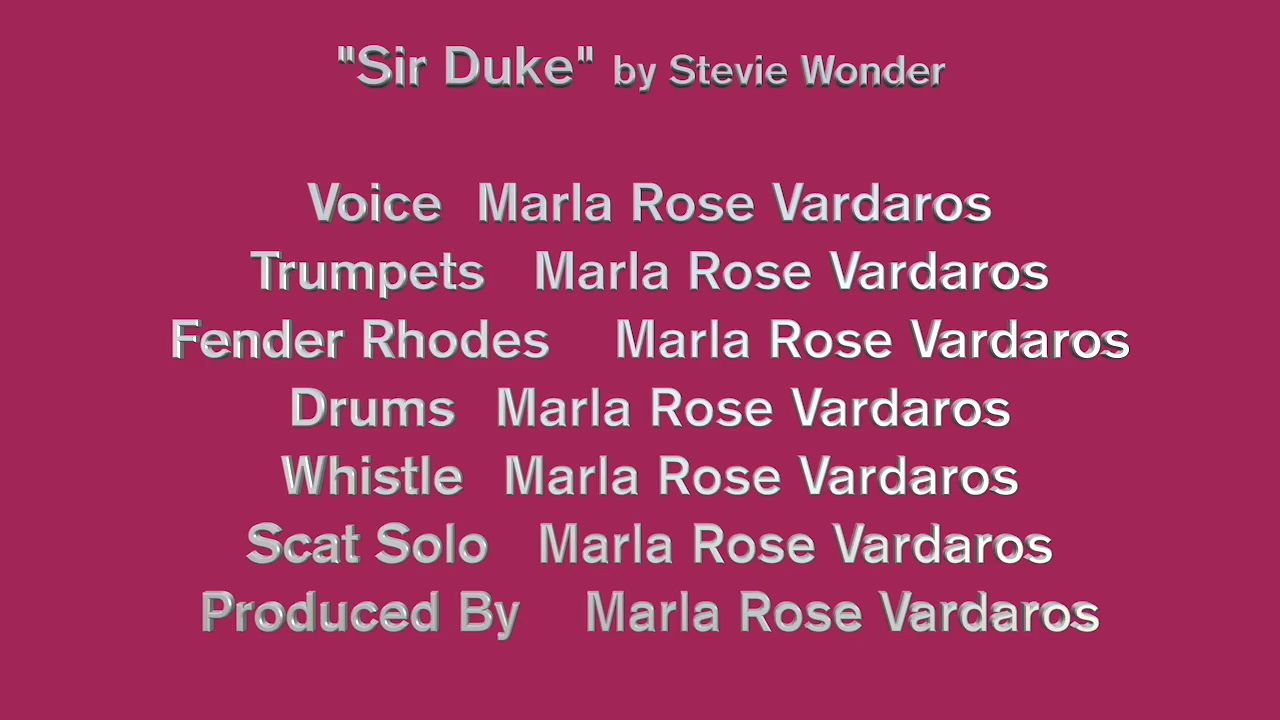 "Sir Duke" by Stevie Wonder
Voice Marla Rose Vardaros
Trumpets Marla Rose Vardaros
Fender Rhodes Marla Rose Vardaros
Drums Marla Rose Vardaros
Whistle Marla Rose Vardaros
Scat Solo Marla Rose Vardaros
Produced By Marla Rose Vardaros